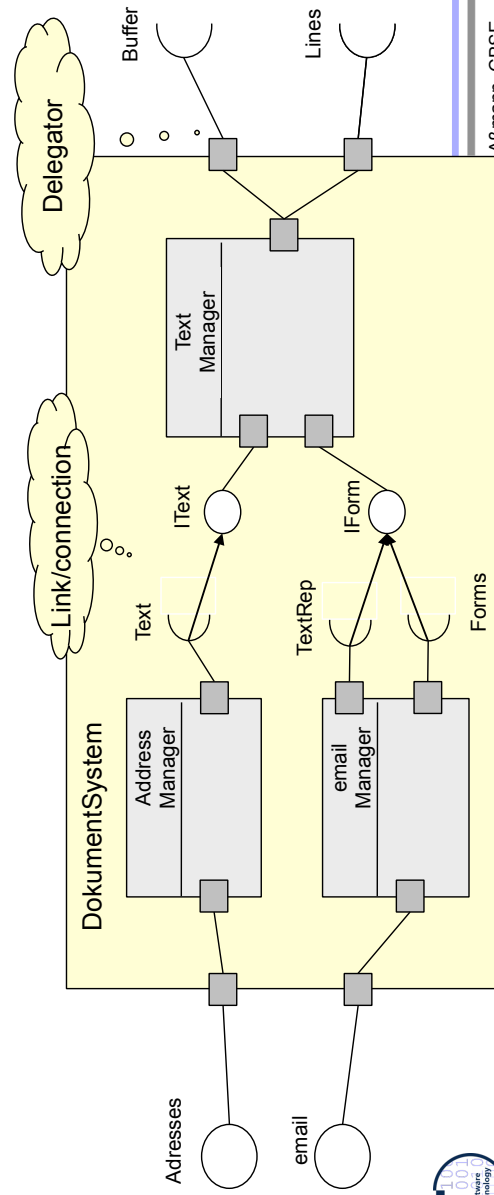 Delegator
Link/connection
Buffer
Lines
DokumentSystem
Address
Manager
email
Manager
Text
Manager
Text
IText
TextRep
IForm
Forms
Adresses
email